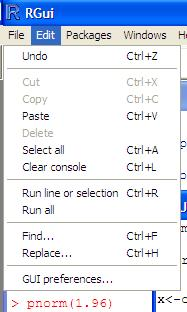 RGui
File Edit Packages Windows
Undo Ctrl+Z
Cut Ctrl+X
Copy Ctrl+C
Paste Ctrl+V
Delete
Select all Ctrl+A
Clear console Ctrl+L
Run line or selection Ctrl+R
Run all
Find... Ctrl+F
Replace... Ctrl+H
GUI preferences...
> pnorm(1.96)